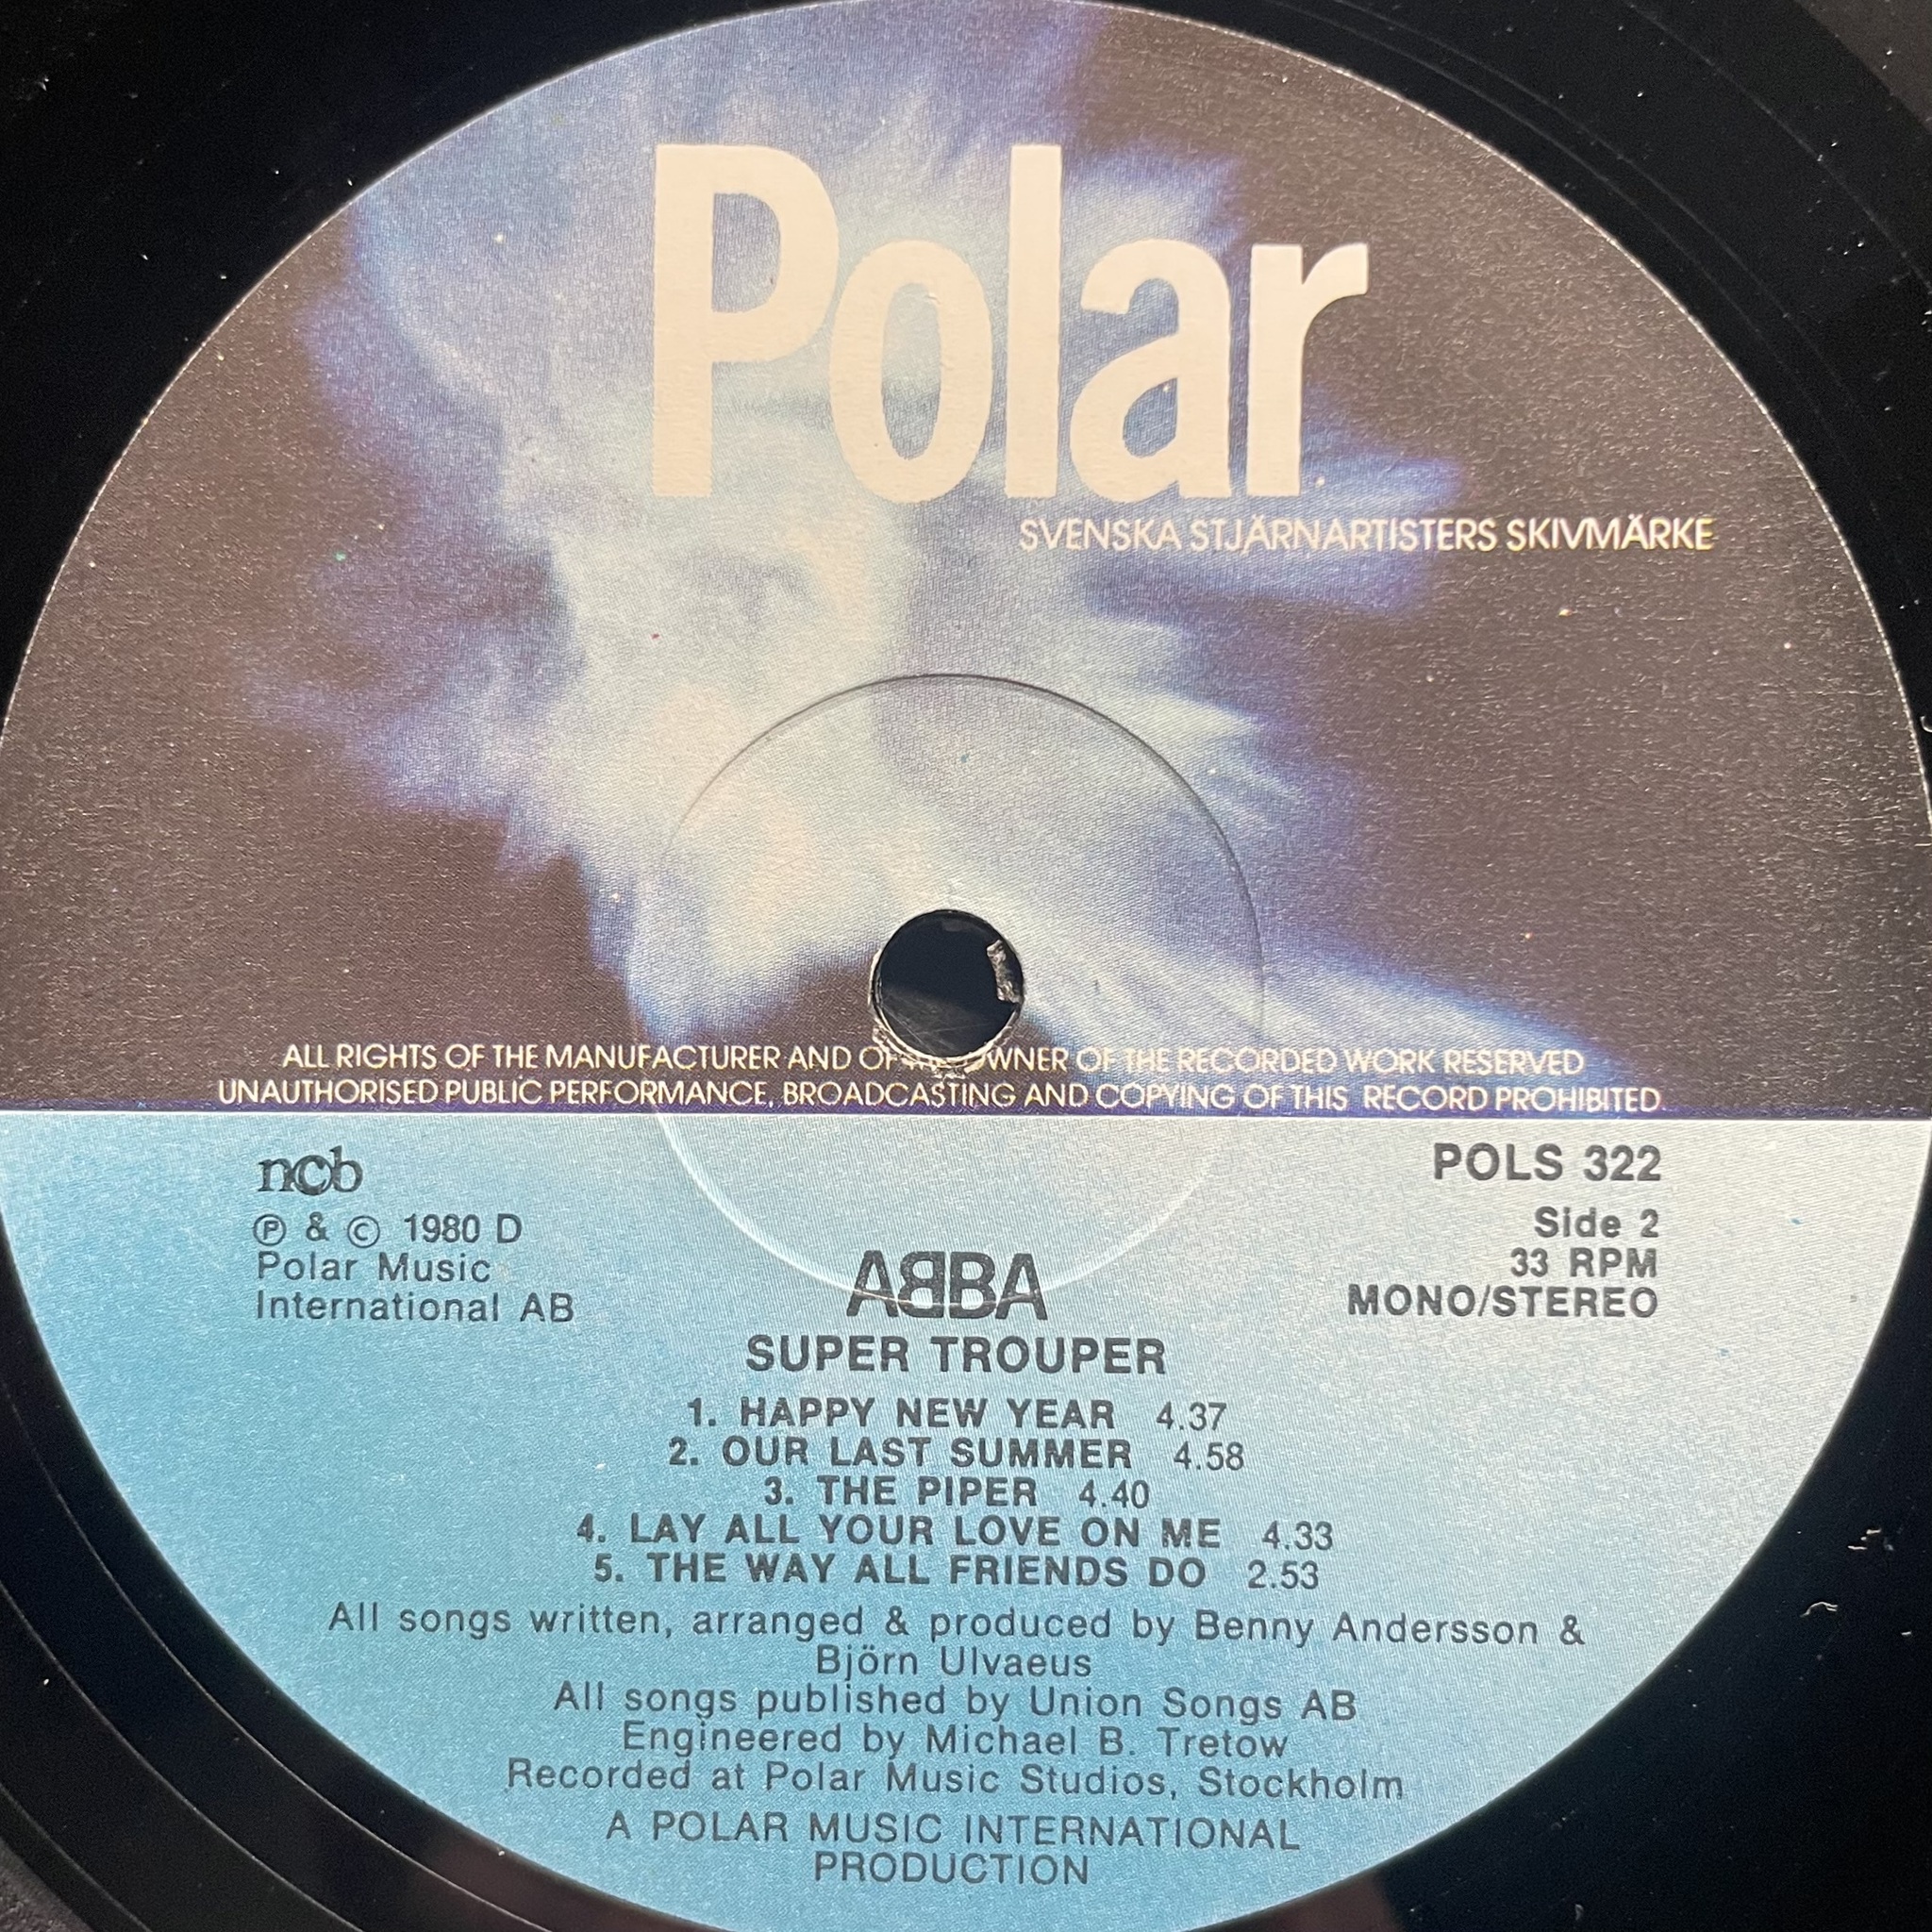 Polar
SVENSKA STJÄRNARTISTERS SKIVMÄRKE
ALL RIGHTS OF THE MANUFACTURER AND OF THE OWNER OF THE RECORDED WORK RESERVED
UNAUTHORISED PUBLIC PERFORMANCE, BROADCASTING AND COPYING OF THIS RECORD PROHIBITED.
ncb
Ⓟ & © 1980 D
Polar Music
International AB
POLS 322
Side 2
33 RPM
MONO/STEREO
ABBA
SUPER TROUPER
1. HAPPY NEW YEAR 4.37
2. OUR LAST SUMMER 4.58
3. THE PIPER 4.40
4. LAY ALL YOUR LOVE ON ME 4.33
5. THE WAY ALL FRIENDS DO 2.53
All songs written, arranged & produced by Benny Andersson &
Björn Ulvaeus
All songs published by Union Songs AB
Engineered by Michael B. Tretow
Recorded at Polar Music Studios, Stockholm
A POLAR MUSIC INTERNATIONAL
PRODUCTION